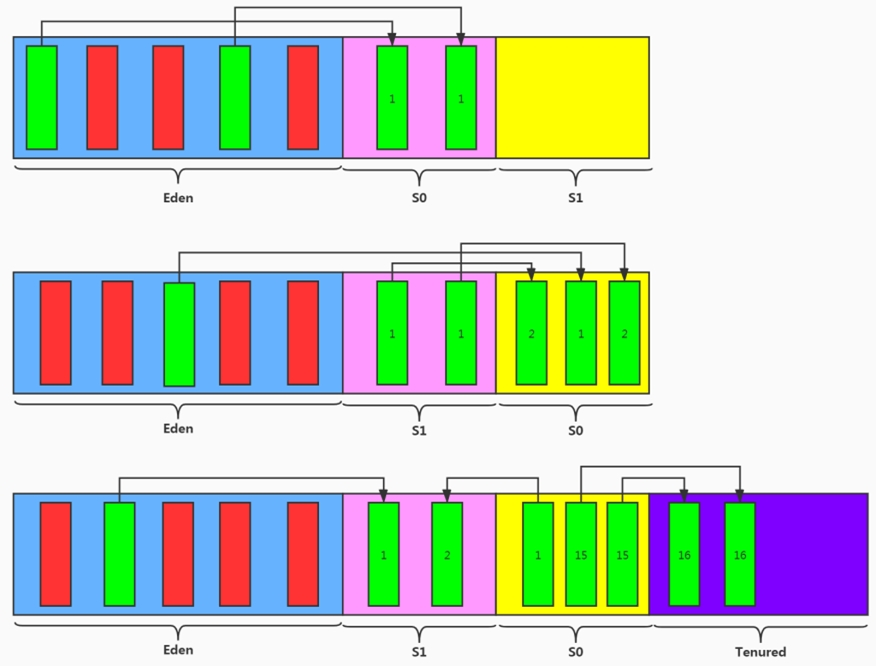 1 1
Eden S0 S1
1 1 2 1 2
Eden S1 S0
1 2 1 15 15 16 16
Eden S1 S0 Tenured